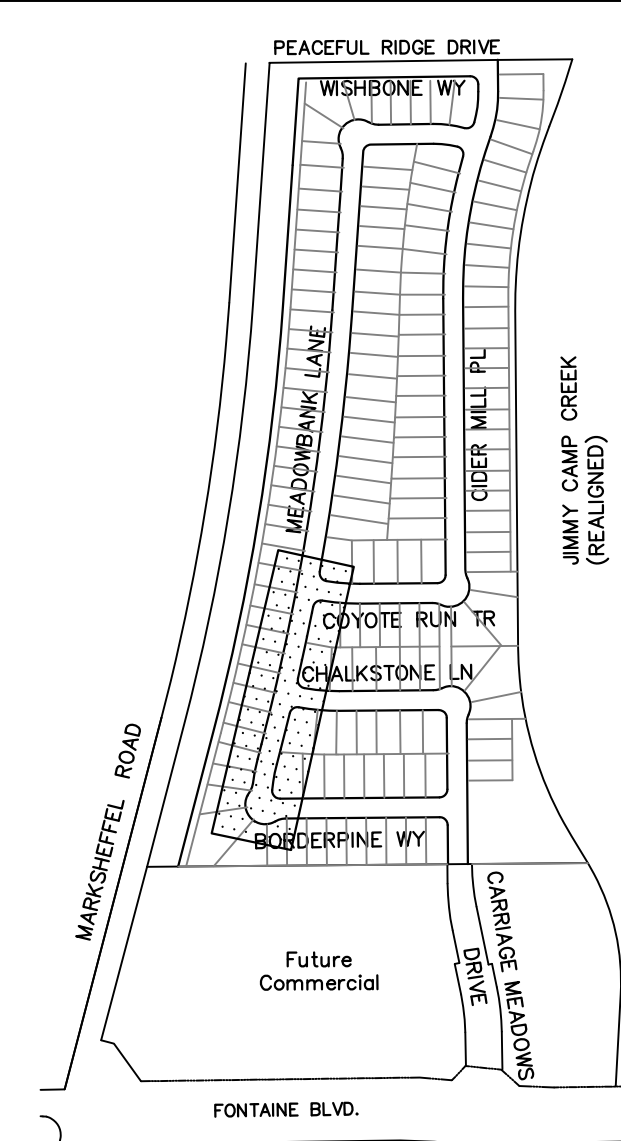 PEACEFUL RIDGE DRIVE
WISHBONE WY
MEADOWBANK LANE
CIDER MILL PL
JIMMY CAMP CREEK
(REALIGNED)
COYOTE RUN TR
CHALKSTONE LN
MARKSHEFFEL ROAD
BORDERPINE WY
CARRIAGE MEADOWS
DRIVE
Future
Commercial
FONTAINE BLVD.